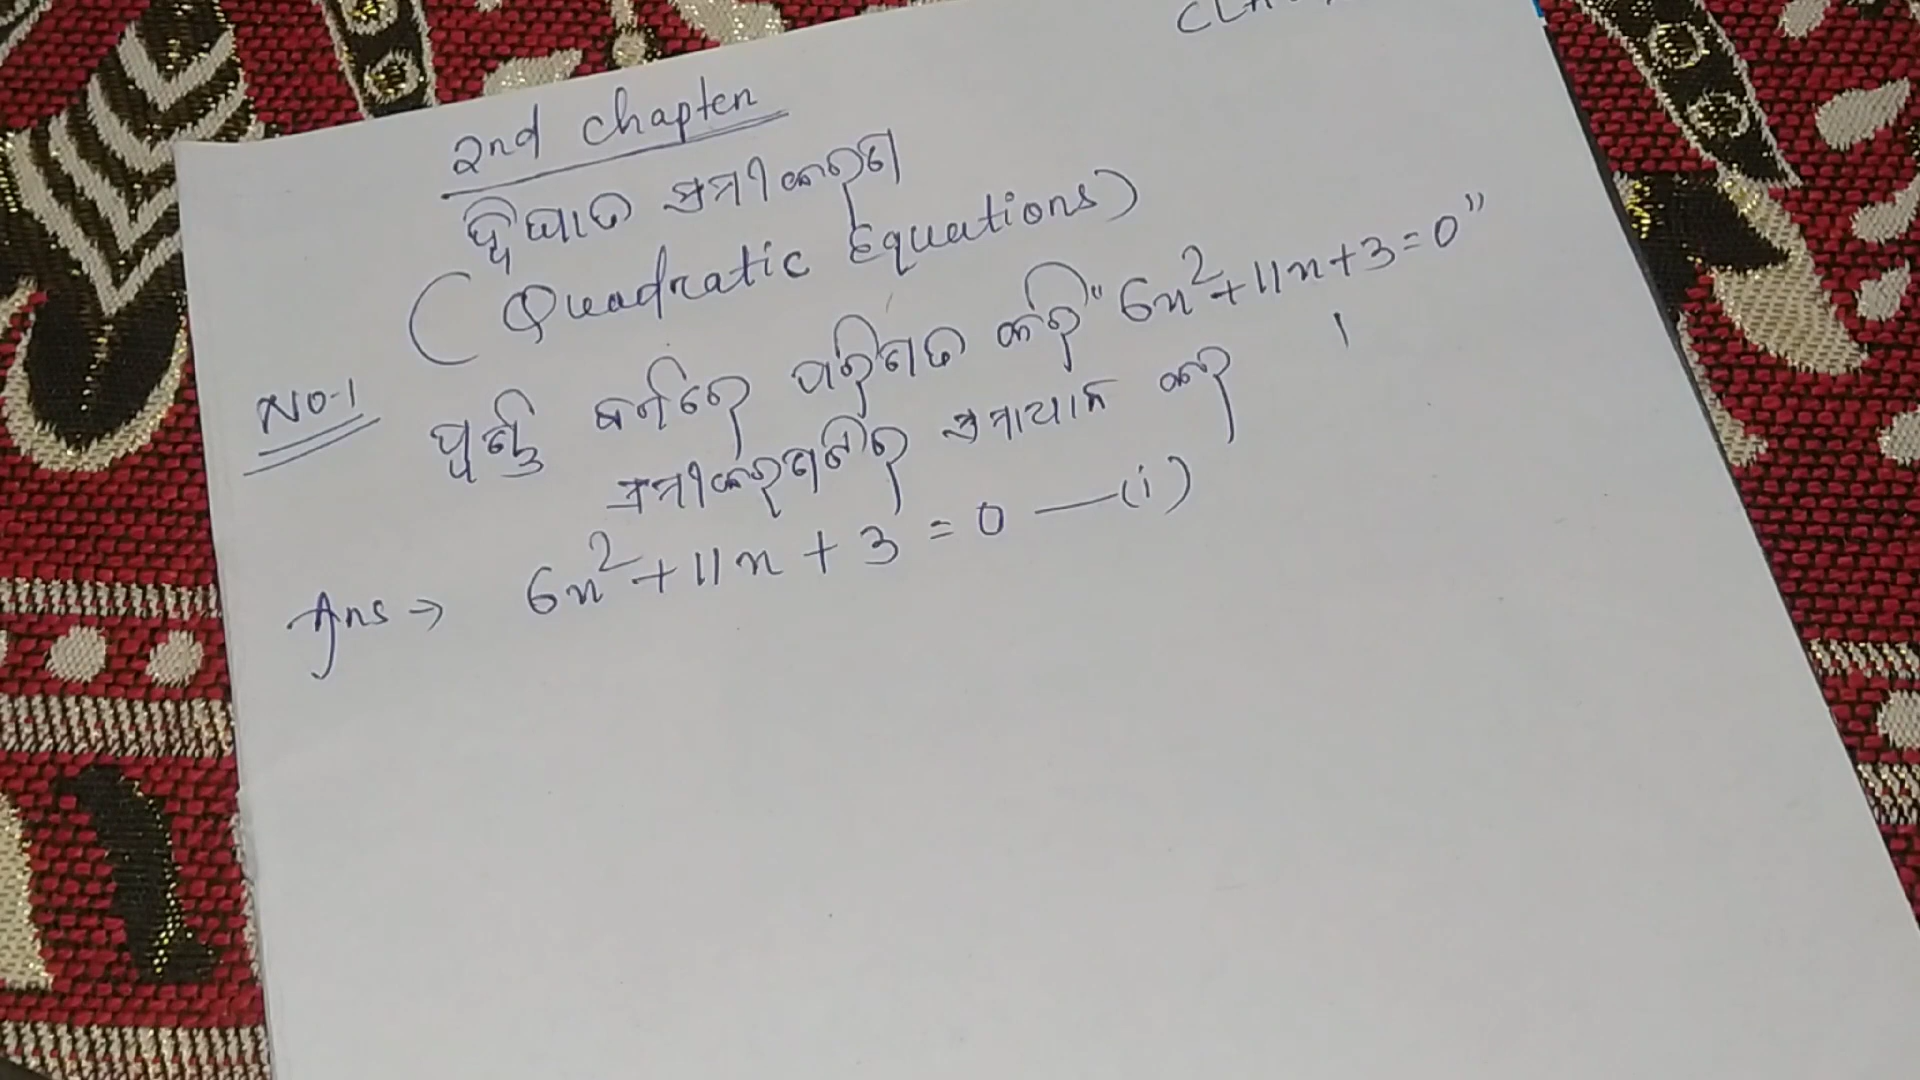 2nd chapter
ଦ୍ୱିଘାତ ସମୀକରଣ
(Quadratic Equations)
NO-1 ପୂର୍ଣ୍ଣ ବର୍ଗରେ ପରିଣତ କରି "6x²+11x+3=0"
ସମୀକରଣଟିର ସମାଧାନ କର ।
Ans → 6x²+11x+3=0 —(i)